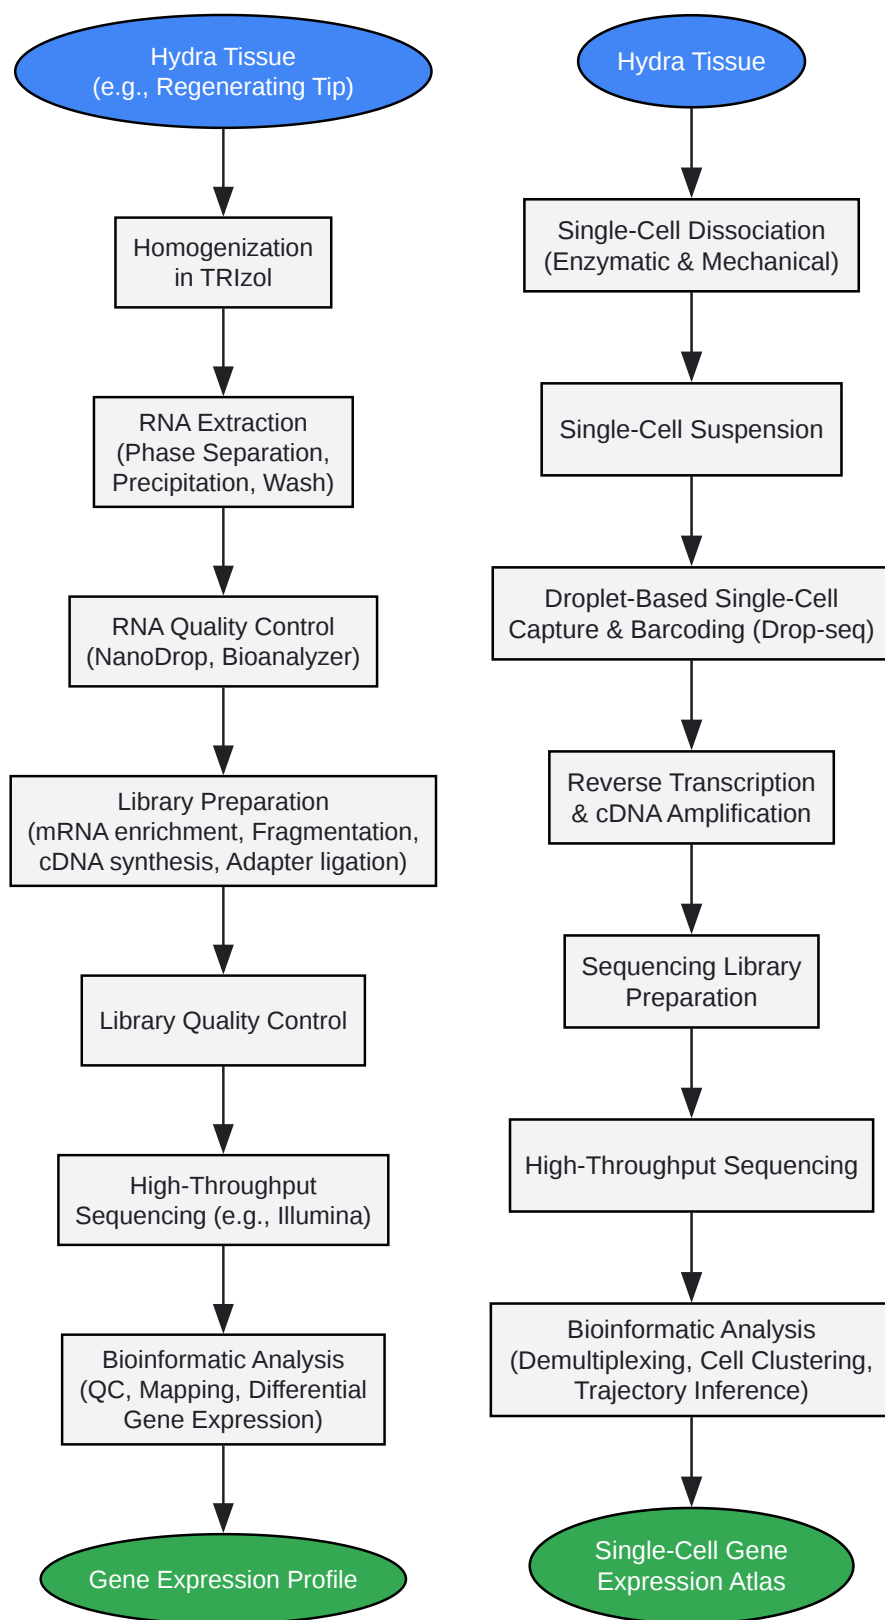 Hydra Tissue
(e.g., Regenerating Tip)
Homogenization
in TRIzol
RNA Extraction
(Phase Separation,
Precipitation, Wash)
RNA Quality Control
(NanoDrop, Bioanalyzer)
Library Preparation
(mRNA enrichment, Fragmentation,
cDNA synthesis, Adapter ligation)
Library Quality Control
High-Throughput
Sequencing (e.g., Illumina)
Bioinformatic Analysis
(QC, Mapping, Differential
Gene Expression)
Gene Expression Profile
Hydra Tissue
Single-Cell Dissociation
(Enzymatic & Mechanical)
Single-Cell Suspension
Droplet-Based Single-Cell
Capture & Barcoding (Drop-seq)
Reverse Transcription
& cDNA Amplification
Sequencing Library
Preparation
High-Throughput Sequencing
Bioinformatic Analysis
(Demultiplexing, Cell Clustering,
Trajectory Inference)
Single-Cell Gene
Expression Atlas